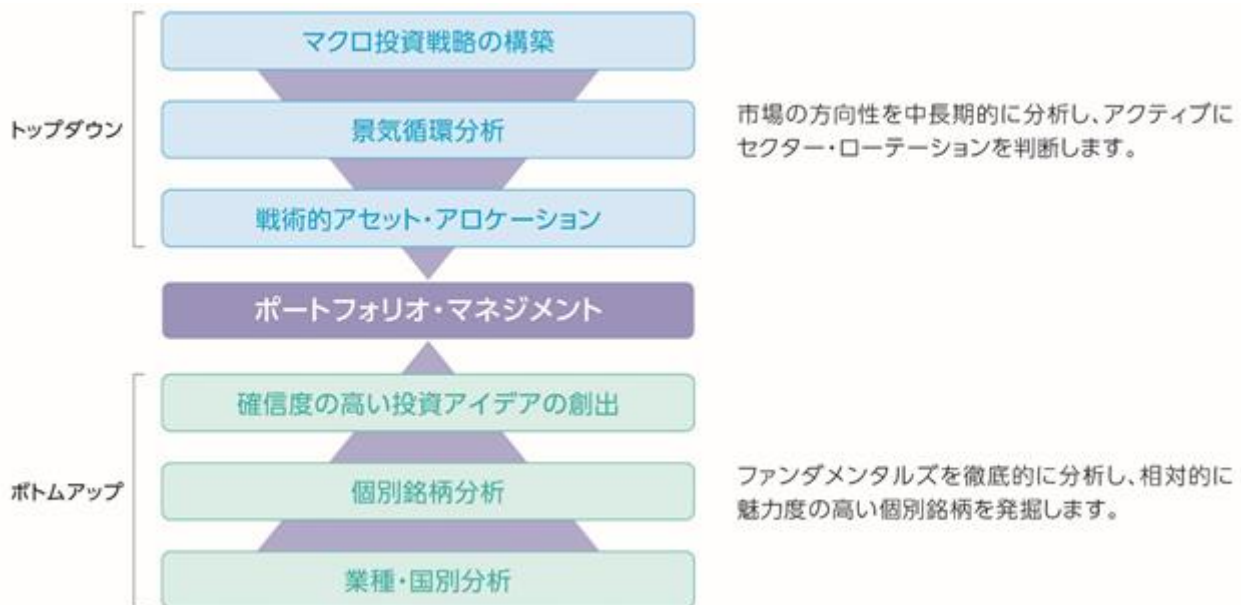 マクロ投資戦略の構築
トップダウン
景気循環分析
市場の方向性を中長期的に分析し、アクティブに
セクター・ローテーションを判断します。
戦術的アセット・アロケーション
ポートフォリオ・マネジメント
確信度の高い投資アイデアの創出
ボトムアップ
個別銘柄分析
ファンダメンタルズを徹底的に分析し、相対的に
魅力度の高い個別銘柄を発掘します。
業種・国別分析